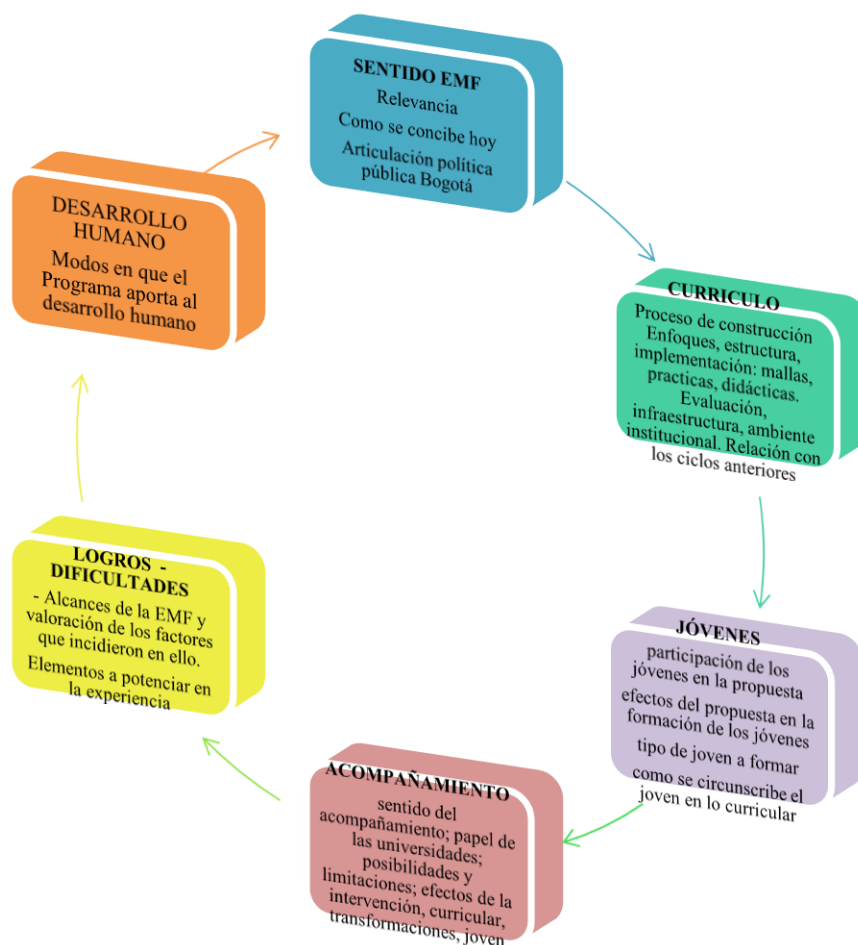 SENTIDO EMF
Relevancia
Como se concibe hoy
Articulación política
pública Bogotá
CURRICULO
Proceso de construcción
Enfoques, estructura,
implementación: mallas,
practicas, didácticas.
Evaluación,
infraestructura, ambiente
institucional. Relación con
los ciclos anteriores
JÓVENES
participación de los
jóvenes en la propuesta
efectos del propuesta en la
formación de los jóvenes
tipo de joven a formar
como se circunscribe el
joven en lo curricular
ACOMPAÑAMIENTO
sentido del
acompañamiento; papel de
las universidades;
posibilidades y
limitaciones; efectos de la
intervención, curricular,
transformaciones, joven
LOGROS -
DIFICULTADES
- Alcances de la EMF y
valoración de los factores
que incidieron en ello.
Elementos a potenciar en
la experiencia
DESARROLLO
HUMANO
Modos en que el
Programa aporta al
desarrollo humano